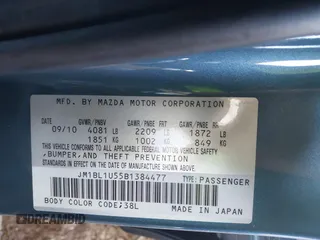 MFD. BY MAZDA MOTOR CORPORATION
GVWR/PNBV GAWR/PNBE FRT/AV GAWR/PNBE RR/AR
09/10 4081 LB 2209 LB 1872 LB
1851 KG 1002 KG 849 KG
THIS VEHICLE CONFORMS TO ALL APPLICABLE
FEDERAL MOTOR VEHICLE SAFETY,
BUMPER, AND THEFT PREVENTION
STANDARDS IN EFFECT ON THE
DATE OF MANUFACTURE SHOWN ABOVE.
JM1BL1U55B1384477 TYPE: PASSENGER
BODY COLOR CODE:38L MADE IN JAPAN
DREAMBID